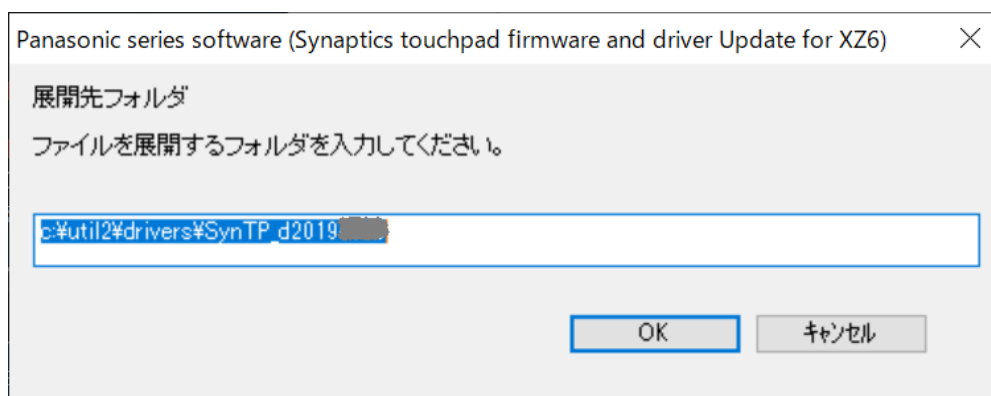 Panasonic series software (Synaptics touchpad firmware and driver Update for XZ6)
展開先フォルダ
ファイルを展開するフォルダを入力してください。
c:¥util2¥drivers¥SynTP_d2019
OK
キャンセル